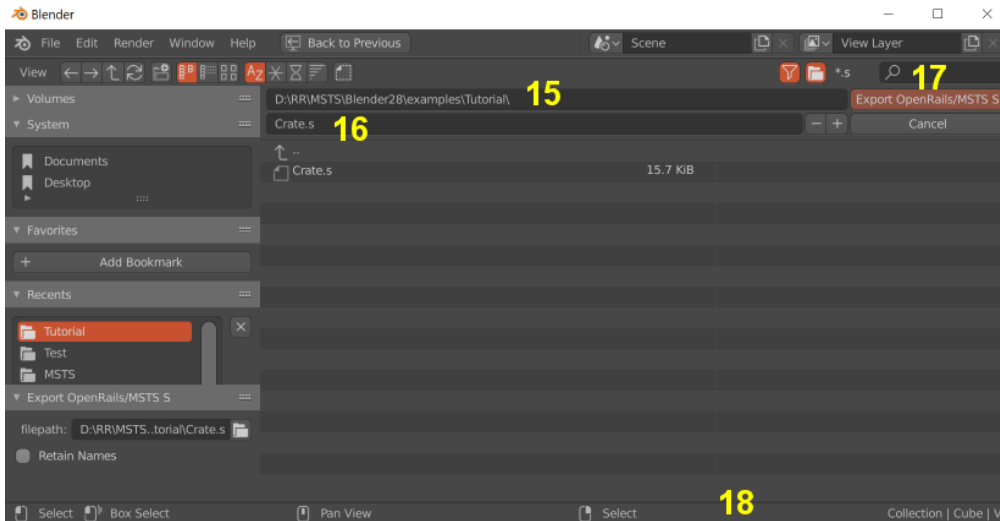 Blender
File Edit Render Window Help Back to Previous Scene View Layer
View *.s 17
Volumes D:\RR\MSTS\Blender28\examples\Tutorial\ 15 Export OpenRails/MSTS S
System Crate.s 16 Cancel
..
Documents Crate.s 15.7 KiB
Desktop
Favorites
Add Bookmark
Recents
Tutorial
Test
MSTS
Export OpenRails/MSTS S
filepath: D:\RR\MSTS..torial\Crate.s
Retain Names
18
Select Box Select Pan View Select Collection | Cube | V